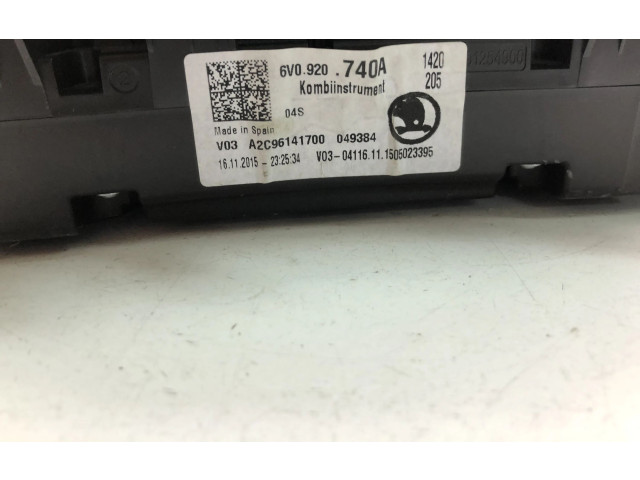 6V0.920 .740A 1420
Kombiinstrument 205
04S
Made in Spain
V03 A2C96141700 049384
16.11.2015 - 23:25:34 V03-04116.11.1505023395